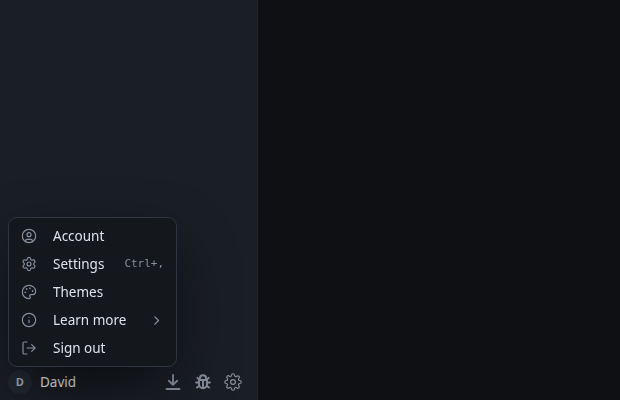 Account
Settings Ctrl+,
Themes
Learn more
Sign out
D David